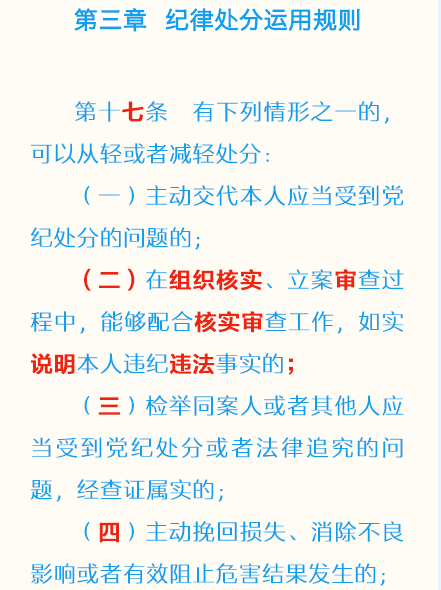 第三章 纪律处分运用规则
第十七条 有下列情形之一的，
可以从轻或者减轻处分：
（一）主动交代本人应当受到党
纪处分的问题的；
（二）在组织核实、立案审查过
程中，能够配合核实审查工作，如实
说明本人违纪违法事实的；
（三）检举同案人或者其他人应
当受到党纪处分或者法律追究的问
题，经查证属实的；
（四）主动挽回损失、消除不良
影响或者有效阻止危害结果发生的；